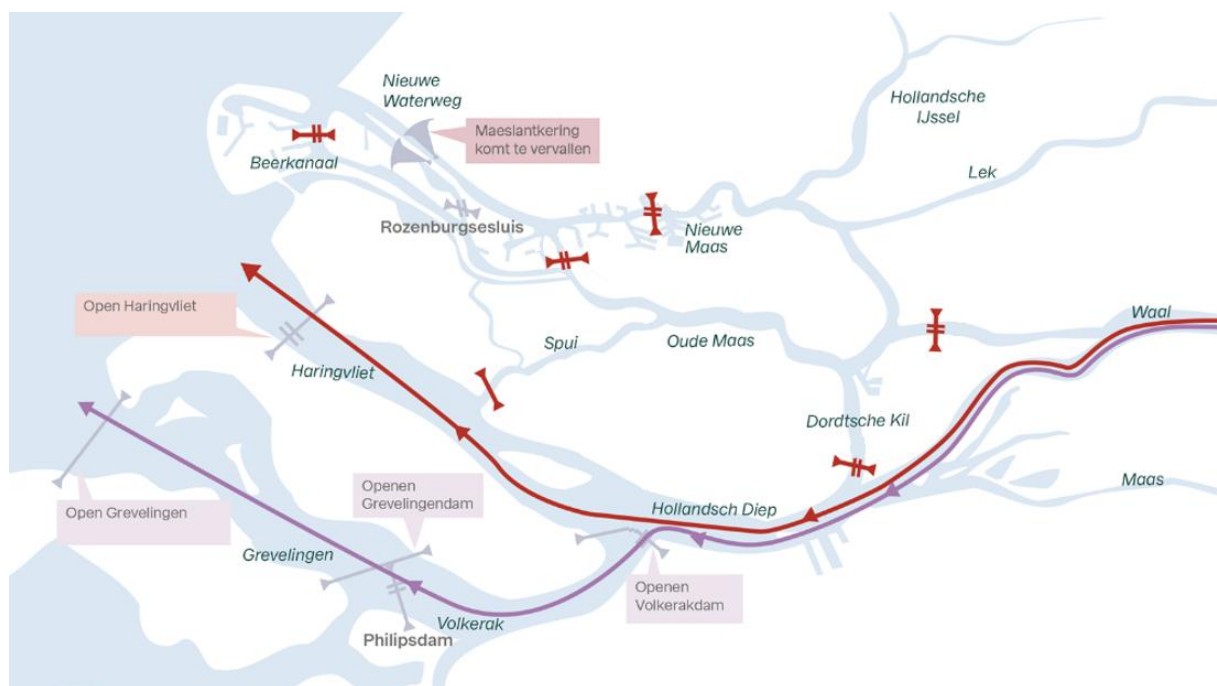 Nieuwe
Waterweg
Hollandsche
IJssel
Maeslantkering
komt te vervallen
Beerkanaal
Lek
Rozenburgsesluis
Nieuwe
Maas
Open Haringvliet
Waal
Spui
Oude Maas
Haringvliet
Dordtsche Kil
Openen
Grevelingendam
Maas
Open Grevelingen
Hollandsch Diep
Grevelingen
Openen
Volkerakdam
Volkerak
Philipsdam